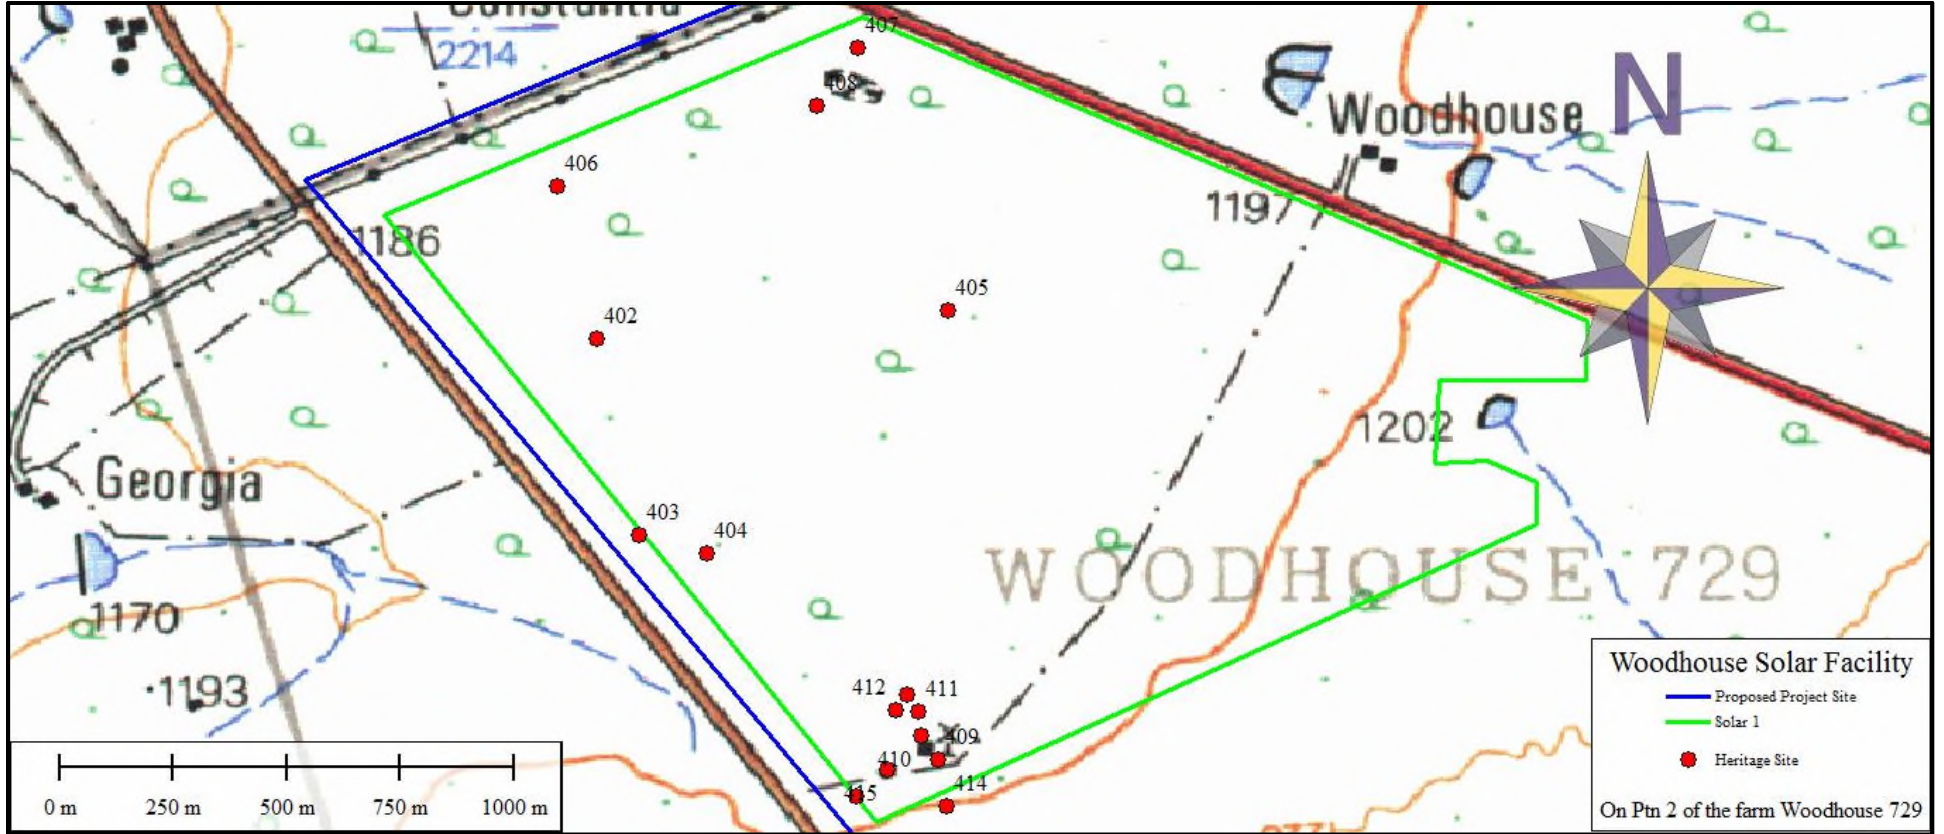 Constantia
2214
407
408
Woodhouse
N
406
1186
1197
405
402
1202
Georgia
403
404
WOODHOUSE 729
1170
1193
412
411
409
410
414
415
Woodhouse Solar Facility
Proposed Project Site
Solar 1
Heritage Site
On Ptn 2 of the farm Woodhouse 729
0 m 250 m 500 m 750 m 1000 m